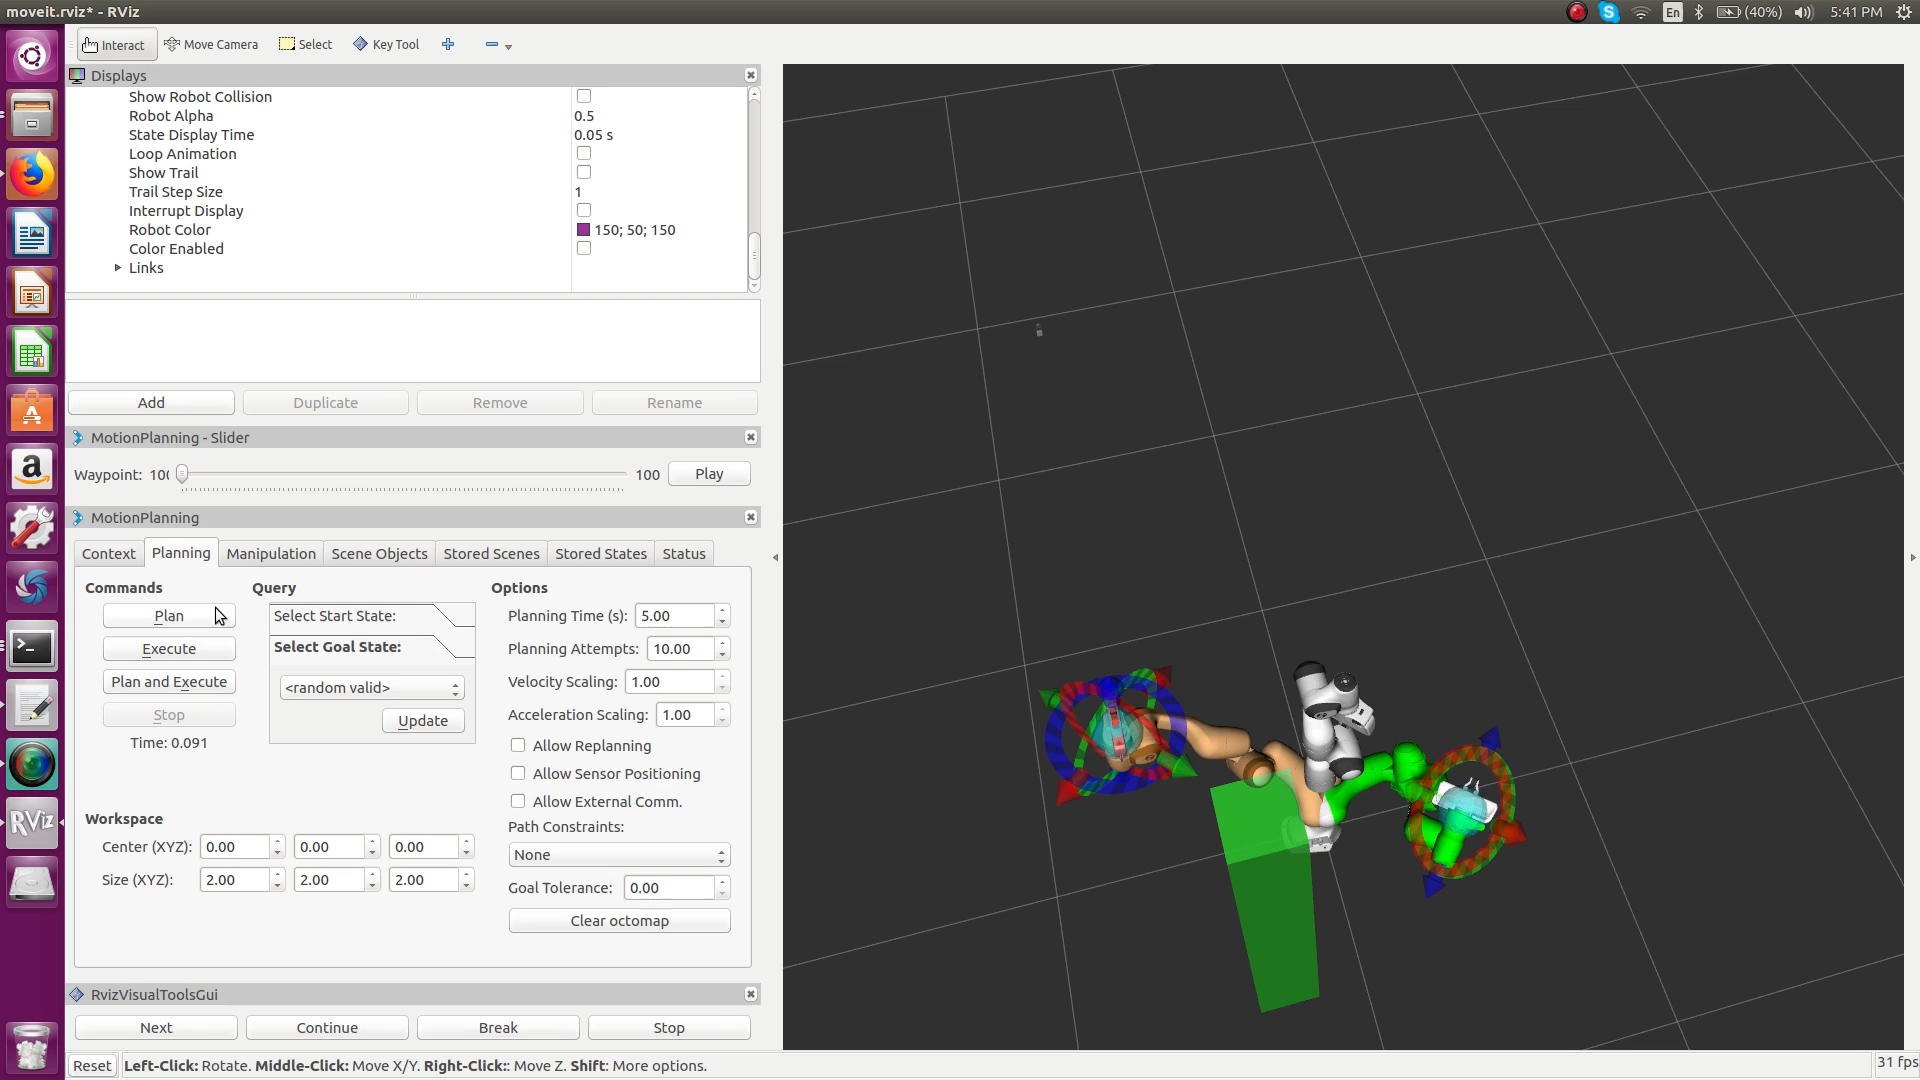 moveit.rviz* - RViz
En
(40%)
5:41 PM
Interact
Move Camera
Select
Key Tool
Displays
Show Robot Collision
Robot Alpha
0.5
State Display Time
0.05 s
Loop Animation
Show Trail
Trail Step Size
1
Interrupt Display
Robot Color
150; 50; 150
Color Enabled
Links
Add
Duplicate
Remove
Rename
MotionPlanning - Slider
Waypoint:
100
Play
MotionPlanning
Context
Planning
Manipulation
Scene Objects
Stored Scenes
Stored States
Status
Commands
Query
Options
Plan
Select Start State:
Planning Time (s): 5.00
Execute
Select Goal State:
Planning Attempts: 10.00
Plan and Execute
<random valid>
Velocity Scaling: 1.00
Stop
Update
Acceleration Scaling: 1.00
Time: 0.091
Allow Replanning
Allow Sensor Positioning
Allow External Comm.
Workspace
Path Constraints:
Center (XYZ): 0.00 0.00 0.00
None
Size (XYZ): 2.00 2.00 2.00
Goal Tolerance: 0.00
Clear octomap
RvizVisualToolsGui
Next
Continue
Break
Stop
Reset
Left-Click: Rotate. Middle-Click: Move X/Y. Right-Click:: Move Z. Shift: More options.
31 fps
RViz
a
S